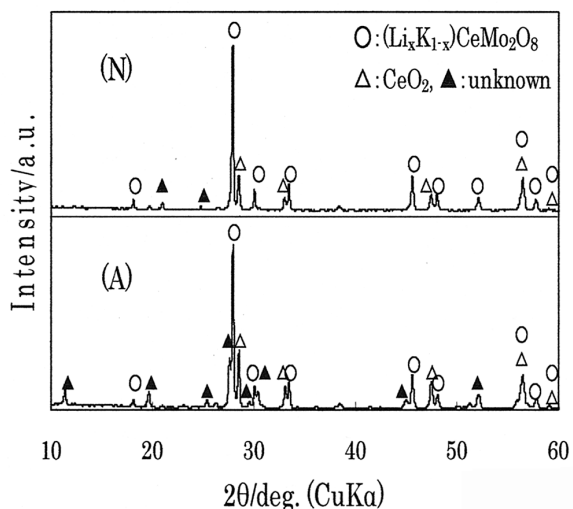 (N)
○:(LixK1-x)CeMo2O8
△:CeO2, ▲:unknown
(A)
Intensity/a.u.
10 20 30 40 50 60
2θ/deg. (CuKα)